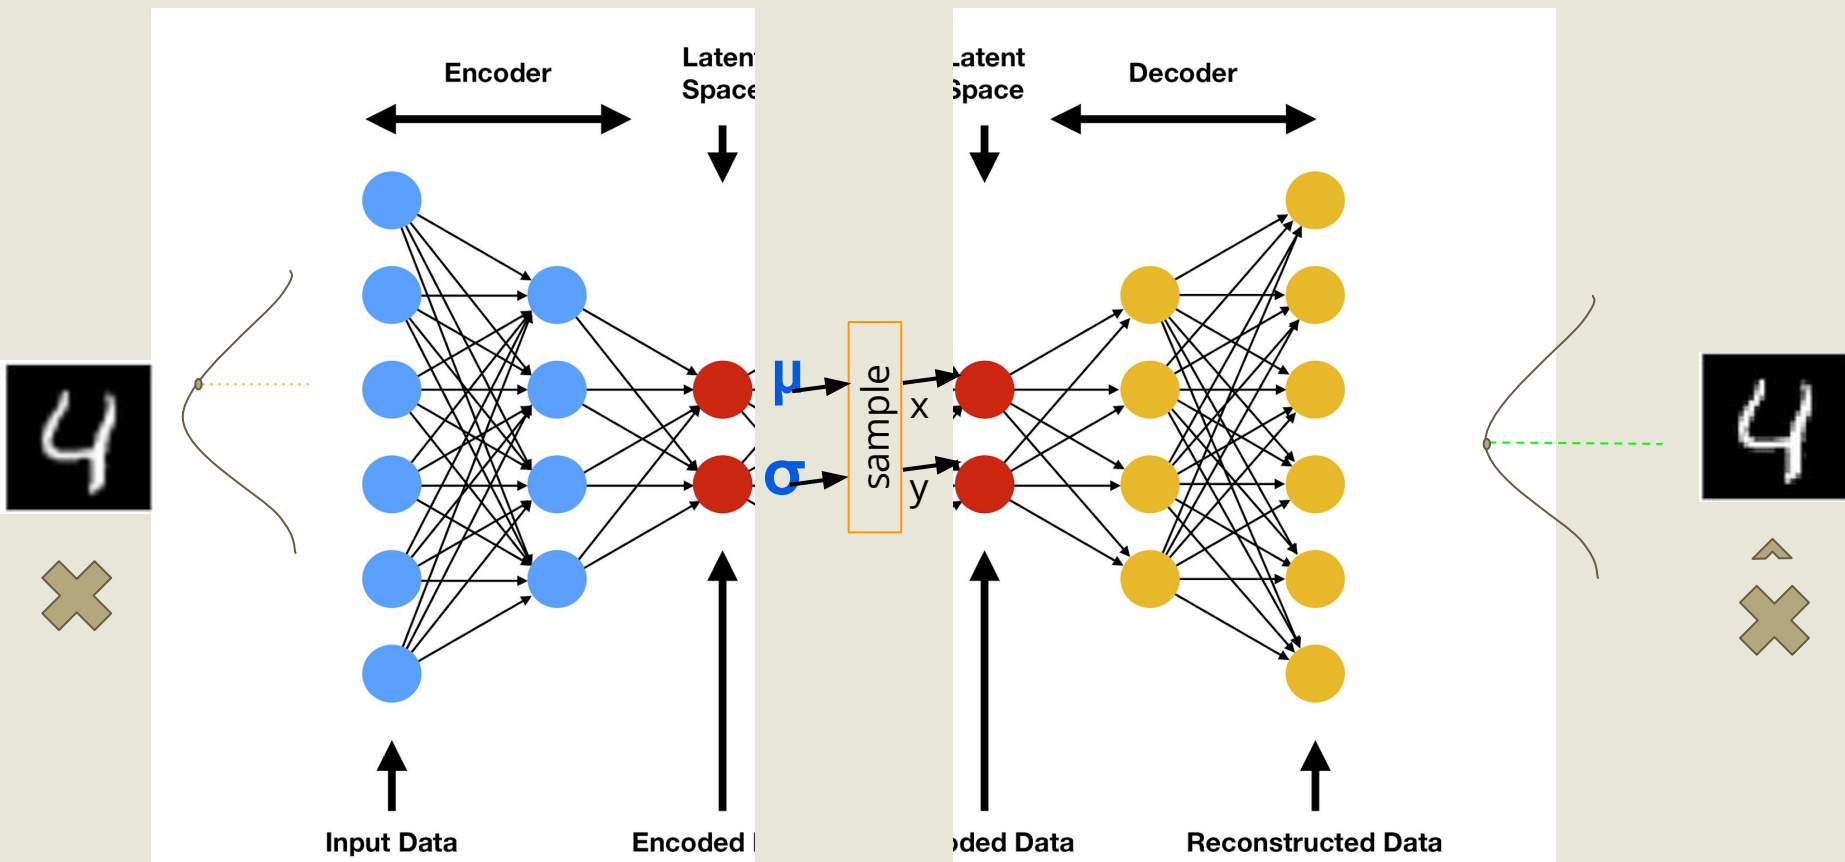 Encoder
Laten
Space
Latent
Space
Decoder
μ
σ
sample
x
y
4
4
Input Data
Encoded
oded Data
Reconstructed Data